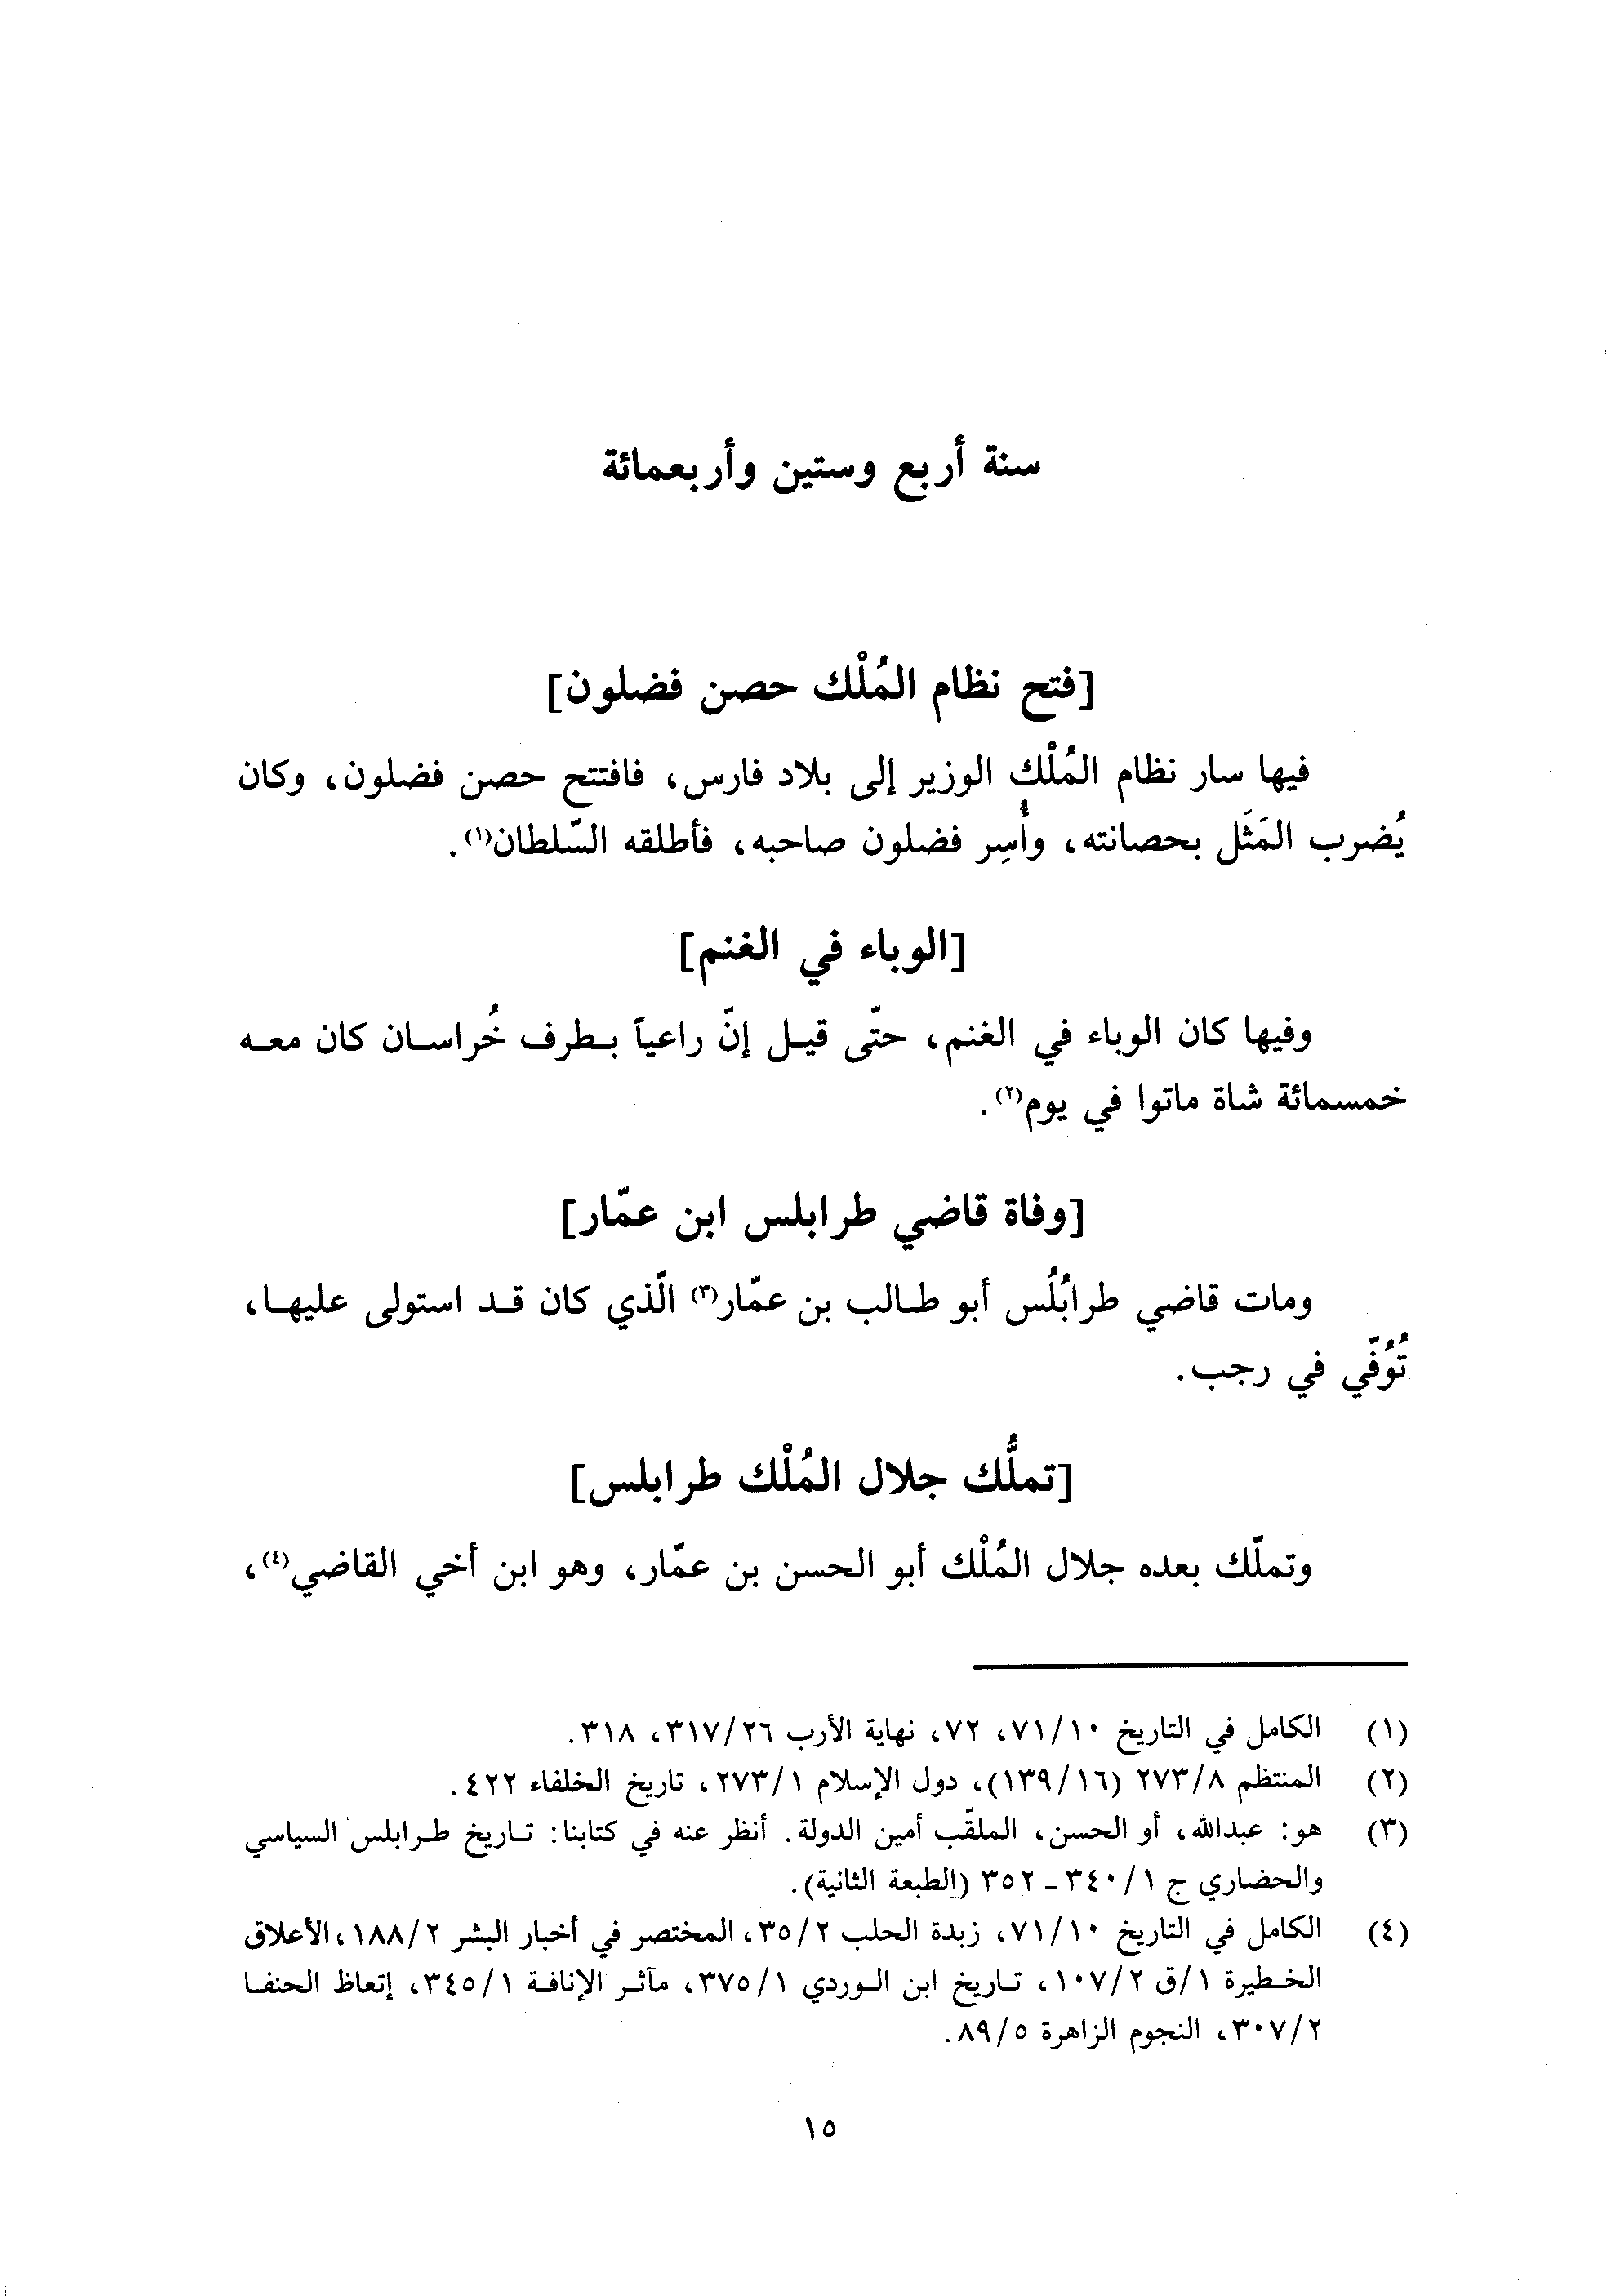 سنة أربع وستين وأربعمائة
[فتح نظام المُلْك حصن فضلون]
فيها سار نظام المُلْك الوزير إلى بلاد فارس، فافتتح حصن فضلون، وكان
يُضرب المَثَل بحصانته، وأُسِر فضلون صاحبه، فأطلقه السّلطان(١).
[الوباء في الغنم]
وفيها كان الوباء في الغنم، حتّى قيل إنّ راعياً بطرف خُراسان كان معه
خمسمائة شاة ماتوا في يوم(٢).
[وفاة قاضي طرابلس ابن عمّار]
ومات قاضي طرابُلُس أبو طالب بن عمّار(٣) الّذي كان قد استولى عليها،
تُوُفّي في رجب.
[تملُّك جلال المُلْك طرابلس]
وتملّك بعده جلال المُلْك أبو الحسن بن عمّار، وهو ابن أخي القاضي(٤)،
(١) الكامل في التاريخ ٧١/١٠، ٧٢، نهاية الأرب ٣١٧/٢٦، ٣١٨.
(٢) المنتظم ٢٧٣/٨ (١٣٩/١٦)، دول الإسلام ٢٧٣/١، تاريخ الخلفاء ٤٢٢.
(٣) هو: عبدالله، أو الحسن، الملقّب أمين الدولة. أنظر عنه في كتابنا: تاريخ طرابلس السياسي
والحضاري ج ٣٤٠/١ - ٣٥٢ (الطبعة الثانية).
(٤) الكامل في التاريخ ٧١/١٠، زبدة الحلب ٣٥/٢، المختصر في أخبار البشر ١٨٨/٢، الأعلاق
الخطيرة ١/ق ١٠٧/٢، تاريخ ابن الوردي ٣٧٥/١، مآثر الإنافة ٣٤٥/١، إتعاظ الحنفا
٣٠٧/٢، النجوم الزاهرة ٨٩/٥.
١٥